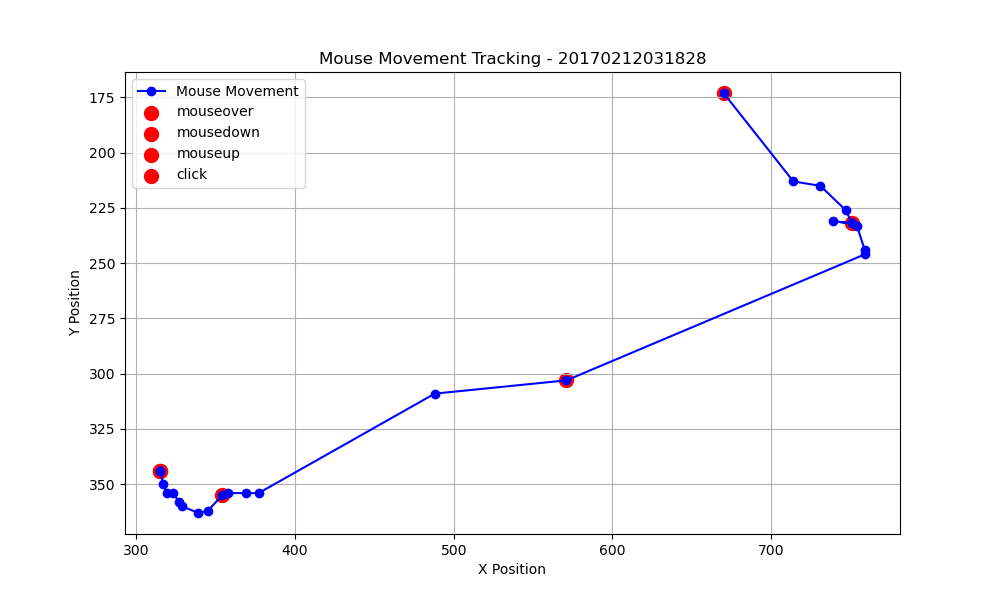 Mouse Movement Tracking - 20170212031828
Mouse Movement
mouseover
mousedown
mouseup
click
175
200
225
250
275
300
325
350
Y Position
300 400 500 600 700
X Position